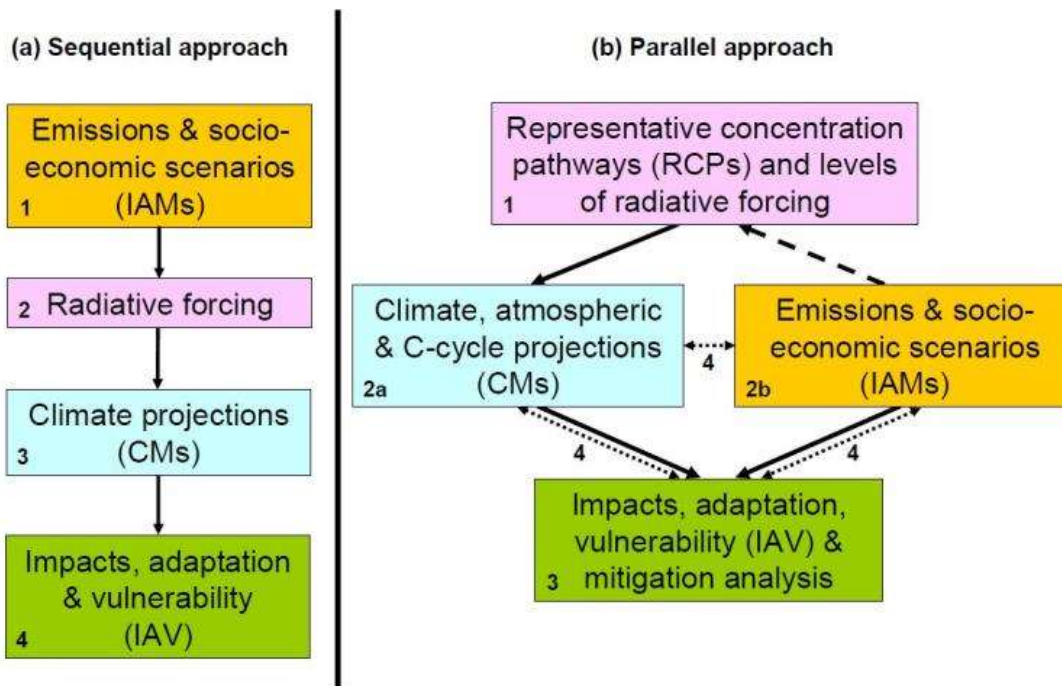 (a) Sequential approach
Emissions & socio-
economic scenarios
(IAMs)
1
2
Radiative forcing
Climate projections
(CMs)
3
Impacts, adaptation
& vulnerability
(IAV)
4
(b) Parallel approach
Representative concentration
pathways (RCPs) and levels
of radiative forcing
1
Climate, atmospheric
& C-cycle projections
(CMs)
2a
4
Emissions & socio-
economic scenarios
(IAMs)
2b
4
4
Impacts, adaptation,
vulnerability (IAV) &
mitigation analysis
3